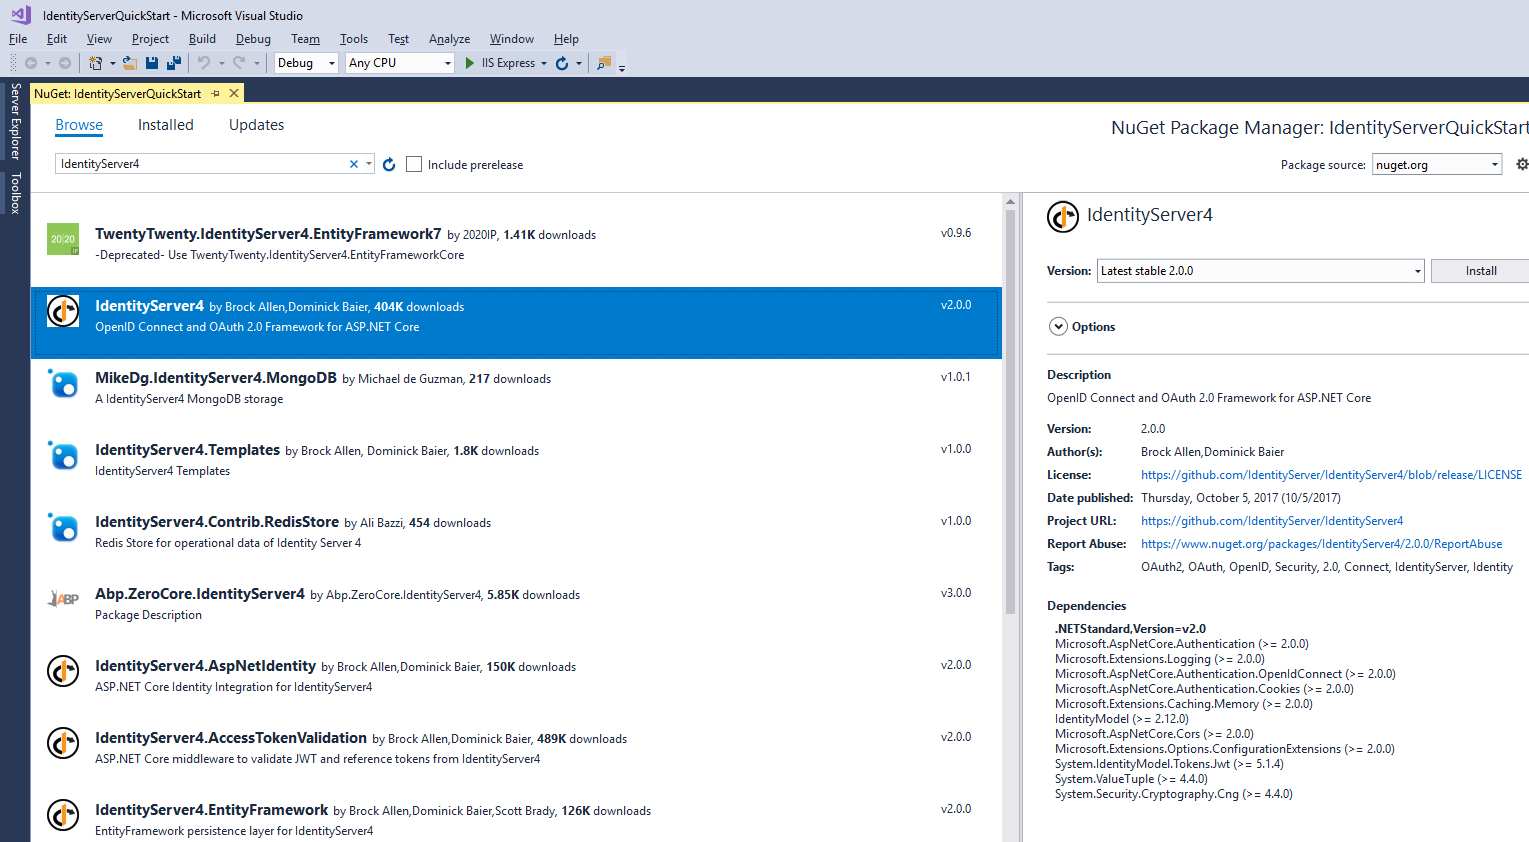 IdentityServerQuickStart - Microsoft Visual Studio
File Edit View Project Build Debug Team Tools Test Analyze Window Help
Debug Any CPU IIS Express
Server Explorer
Toolbox
NuGet: IdentityServerQuickStart
Browse Installed Updates
NuGet Package Manager: IdentityServerQuickStart
IdentityServer4
Include prerelease
Package source: nuget.org
20|20
IP
TwentyTwenty.IdentityServer4.EntityFramework7 by 2020IP, 1.41K downloads v0.9.6
-Deprecated- Use TwentyTwenty.IdentityServer4.EntityFrameworkCore
IdentityServer4 by Brock Allen,Dominick Baier, 404K downloads v2.0.0
OpenID Connect and OAuth 2.0 Framework for ASP.NET Core
MikeDg.IdentityServer4.MongoDB by Michael de Guzman, 217 downloads v1.0.1
A IdentityServer4 MongoDB storage
IdentityServer4.Templates by Brock Allen, Dominick Baier, 1.8K downloads v1.0.0
IdentityServer4 Templates
IdentityServer4.Contrib.RedisStore by Ali Bazzi, 454 downloads v1.0.0
Redis Store for operational data of Identity Server 4
ABP
Abp.ZeroCore.IdentityServer4 by Abp.ZeroCore.IdentityServer4, 5.85K downloads v3.0.0
Package Description
IdentityServer4.AspNetIdentity by Brock Allen,Dominick Baier, 150K downloads v2.0.0
ASP.NET Core Identity Integration for IdentityServer4
IdentityServer4.AccessTokenValidation by Brock Allen,Dominick Baier, 489K downloads v2.0.0
ASP.NET Core middleware to validate JWT and reference tokens from IdentityServer4
IdentityServer4.EntityFramework by Brock Allen,Dominick Baier,Scott Brady, 126K downloads v2.0.0
EntityFramework persistence layer for IdentityServer4
IdentityServer4
Version: Latest stable 2.0.0 Install
Options
Description
OpenID Connect and OAuth 2.0 Framework for ASP.NET Core
Version: 2.0.0
Author(s): Brock Allen,Dominick Baier
License: https://github.com/IdentityServer/IdentityServer4/blob/release/LICENSE
Date published: Thursday, October 5, 2017 (10/5/2017)
Project URL: https://github.com/IdentityServer/IdentityServer4
Report Abuse: https://www.nuget.org/packages/IdentityServer4/2.0.0/ReportAbuse
Tags: OAuth2, OAuth, OpenID, Security, 2.0, Connect, IdentityServer, Identity
Dependencies
.NETStandard,Version=v2.0
Microsoft.AspNetCore.Authentication (>= 2.0.0)
Microsoft.Extensions.Logging (>= 2.0.0)
Microsoft.AspNetCore.Authentication.OpenIdConnect (>= 2.0.0)
Microsoft.AspNetCore.Authentication.Cookies (>= 2.0.0)
Microsoft.Extensions.Caching.Memory (>= 2.0.0)
IdentityModel (>= 2.12.0)
Microsoft.AspNetCore.Cors (>= 2.0.0)
Microsoft.Extensions.Options.ConfigurationExtensions (>= 2.0.0)
System.IdentityModel.Tokens.Jwt (>= 5.1.4)
System.ValueTuple (>= 4.4.0)
System.Security.Cryptography.Cng (>= 4.4.0)